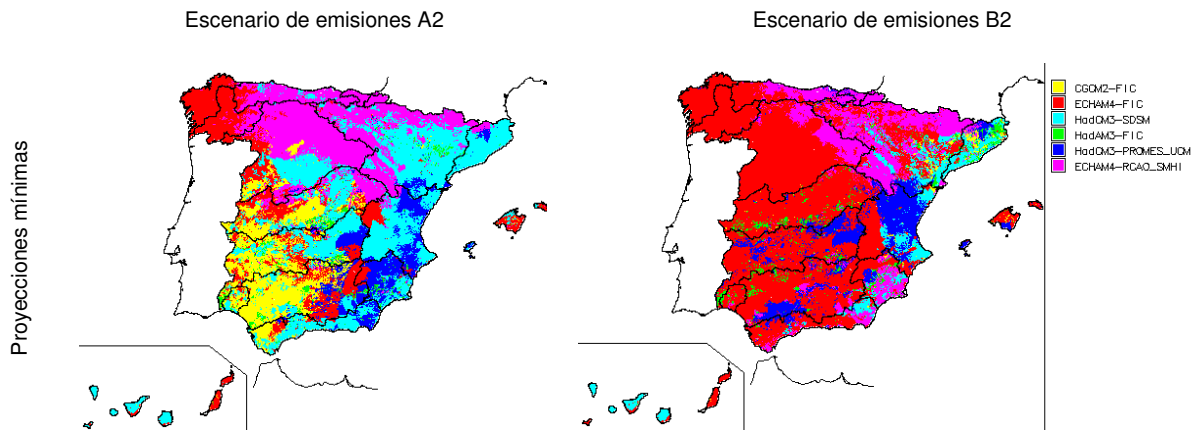 Escenario de emisiones A2
Escenario de emisiones B2
Proyecciones mínimas
CGCM2-FIC
ECHAM4-FIC
HadCM3-SDSM
HadAM3-FIC
HadCM3-PROMES_UCM
ECHAM4-RCAO_SMHI